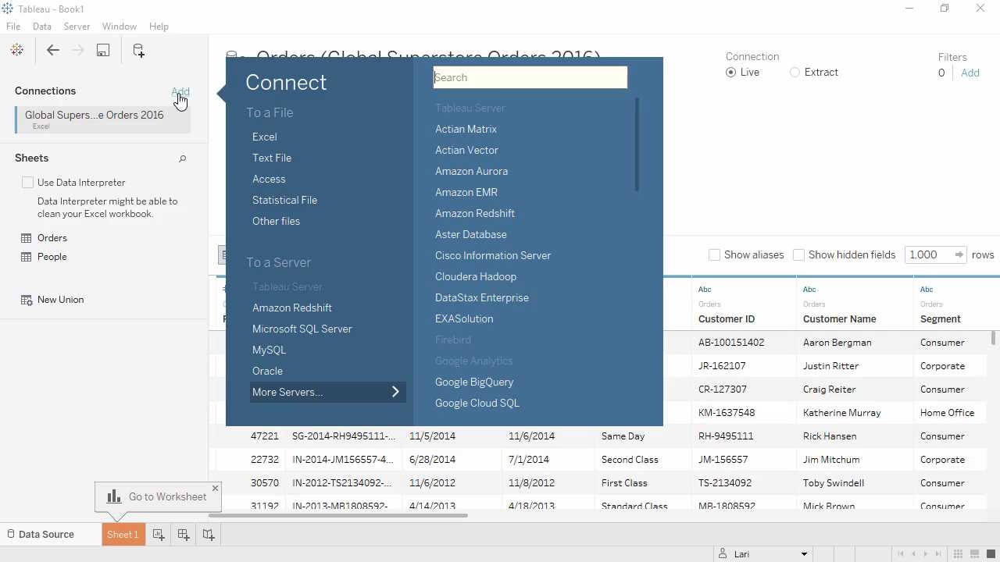 Tableau - Book1
File Data Server Window Help
Connections Add
Global Supers...e Orders 2016
Excel
Sheets
Use Data Interpreter
Data Interpreter might be able to
clean your Excel workbook.
Orders
People
New Union
Orders (Global Superstore Orders 2016)
Connection
Live Extract
Filters
0 Add
Connect
To a File
Excel
Text File
Access
Statistical File
Other files
To a Server
Tableau Server
Amazon Redshift
Microsoft SQL Server
MySQL
Oracle
More Servers...
Search
Tableau Server
Actian Matrix
Actian Vector
Amazon Aurora
Amazon EMR
Amazon Redshift
Aster Database
Cisco Information Server
Cloudera Hadoop
DataStax Enterprise
EXASolution
Firebird
Google Analytics
Google BigQuery
Google Cloud SQL
Show aliases Show hidden fields 1,000 rows
Abc Abc Abc
Orders Orders Orders
Customer ID Customer Name Segment
AB-100151402 Aaron Bergman Consumer
JR-162107 Justin Ritter Corporate
CR-127307 Craig Reiter Consumer
KM-1637548 Katherine Murray Home Office
47221 SG-2014-RH9495111-... 11/5/2014 11/6/2014 Same Day RH-9495111 Rick Hansen Consumer
22732 IN-2014-JM156557-4... 6/28/2014 7/1/2014 Second Class JM-156557 Jim Mitchum Corporate
30570 IN-2012-TS2134092-... 11/6/2012 11/8/2012 First Class TS-2134092 Toby Swindell Consumer
31192 IN-2013-MB1808592-... 4/14/2013 4/18/2013 Standard Class MB-1808592 Mick Brown Consumer
Go to Worksheet
Data Source Sheet 1
Lari